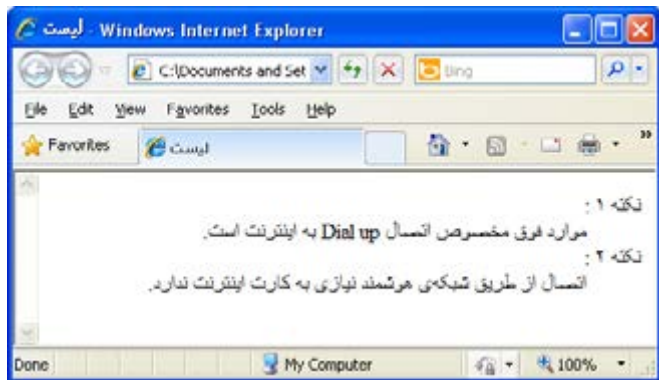 لیست - Windows Internet Explorer
C:\Documents and Set
Bing
File Edit View Favorites Tools Help
Favorites لیست »
نکته ۱ :
موارد فوق مخصوص اتصال Dial up به اینترنت است.
نکته ۲ :
اتصال از طریق شبکه‌ی هوشمند نیازی به کارت اینترنت ندارد.
Done My Computer 100%